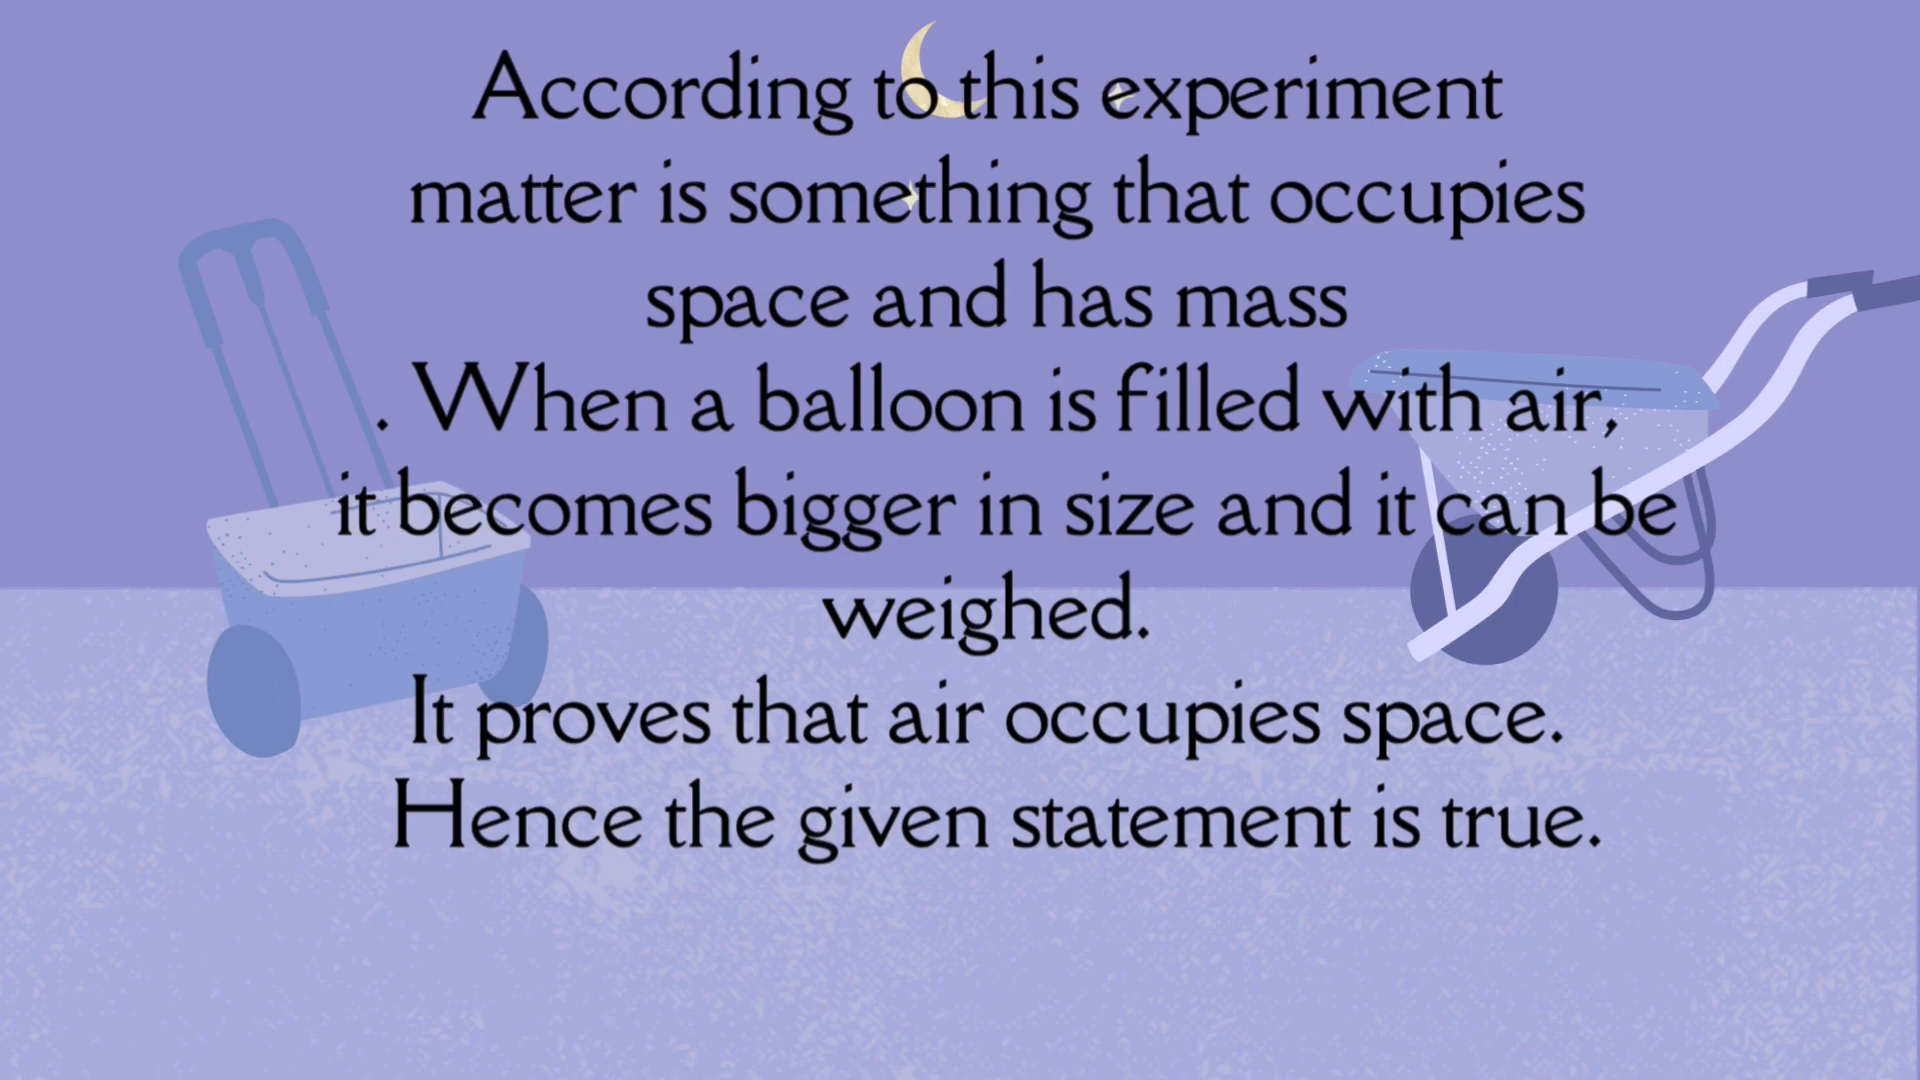 According to this experiment
matter is something that occupies
space and has mass
. When a balloon is filled with air,
it becomes bigger in size and it can be
weighed.
It proves that air occupies space.
Hence the given statement is true.